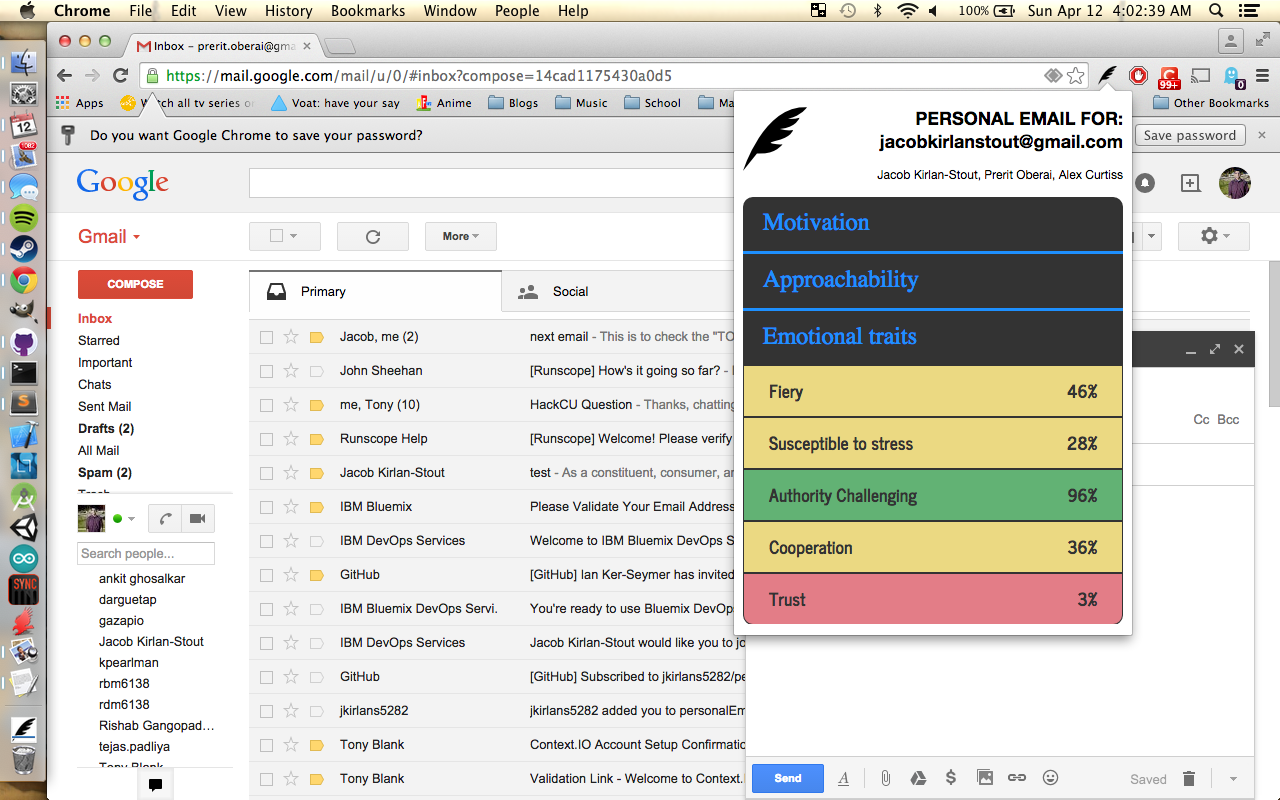 Chrome File Edit View History Bookmarks Window People Help 100% Sun Apr 12 4:02:39 AM
Inbox - prerit.oberai@gma
https://mail.google.com/mail/u/0/#inbox?compose=14cad1175430a0d5
99+ 0
Apps all tv series or Voat: have your say Anime Blogs Music School Ma Other Bookmarks
Do you want Google Chrome to save your password? Save password
PERSONAL EMAIL FOR:
jacobkirlanstout@gmail.com
Jacob Kirlan-Stout, Prerit Oberai, Alex Curtiss
Google
Gmail
More
COMPOSE
Inbox
Starred
Important
Chats
Sent Mail
Drafts (2)
All Mail
Spam (2)
Search people...
ankit ghosalkar
darguetap
gazapio
Jacob Kirlan-Stout
kpearlman
rbm6138
rdm6138
Rishab Gangopad...
tejas.padliya
Tony Blank
Primary
Social
Jacob, me (2) next email - This is to check the "TO
John Sheehan [Runscope] How's it going so far? -
me, Tony (10) HackCU Question - Thanks, chatting
Runscope Help [Runscope] Welcome! Please verify
Jacob Kirlan-Stout test - As a constituent, consumer, an
IBM Bluemix Please Validate Your Email Address
IBM DevOps Services Welcome to IBM Bluemix DevOps S
GitHub [GitHub] Ian Ker-Seymer has invited
IBM Bluemix DevOps Servi. You're ready to use Bluemix DevOp
IBM DevOps Services Jacob Kirlan-Stout would like you to jo
GitHub [GitHub] Subscribed to jkirlans5282/pe
jkirlans5282 jkirlans5282 added you to personalEm
Tony Blank Context.IO Account Setup Confirmatio
Tony Blank Validation Link - Welcome to Context.I
Motivation
Approachability
Emotional traits
Fiery 46%
Susceptible to stress 28%
Authority Challenging 96%
Cooperation 36%
Trust 3%
Cc Bcc
Send
Saved
12
1082
SYNC